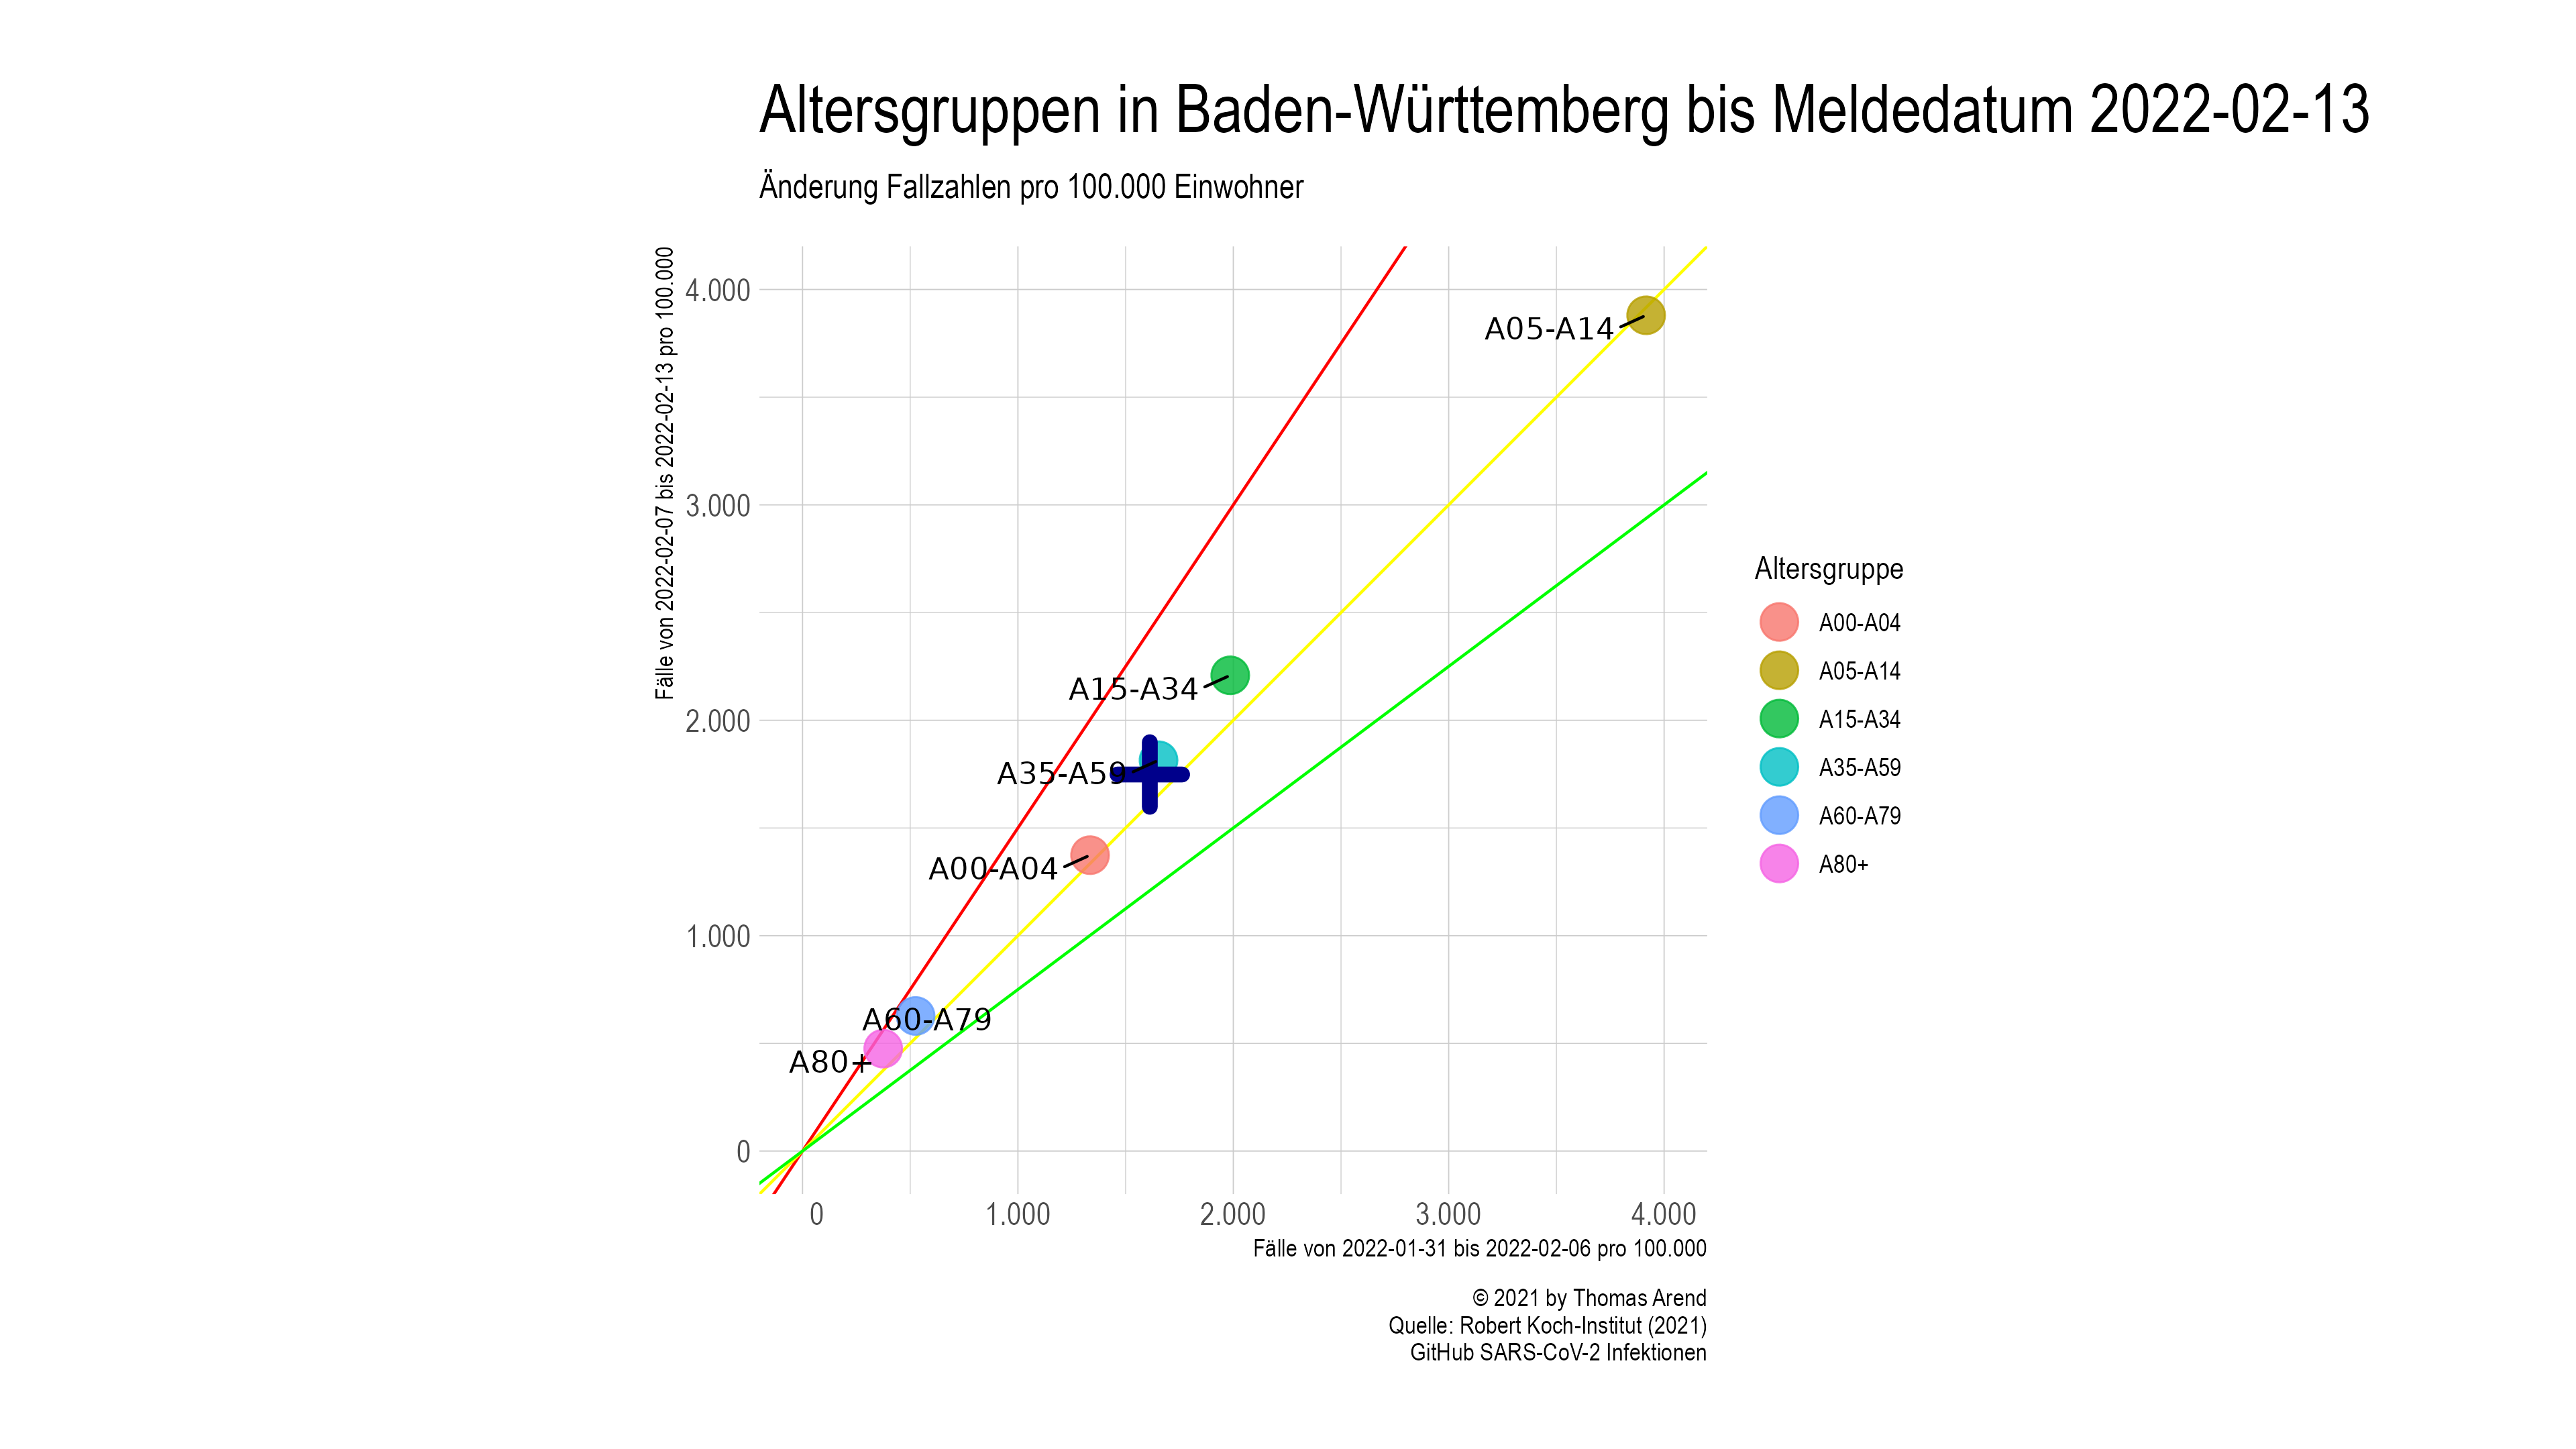 Altersgruppen in Baden-Württemberg bis Meldedatum 2022-02-13
Änderung Fallzahlen pro 100.000 Einwohner
Fälle von 2022-02-07 bis 2022-02-13 pro 100.000
4.000
3.000
2.000
1.000
0
A05-A14
A15-A34
A35-A59
A00-A04
A60-A79
A80+
0
1.000
2.000
3.000
4.000
Fälle von 2022-01-31 bis 2022-02-06 pro 100.000
Altersgruppe
A00-A04
A05-A14
A15-A34
A35-A59
A60-A79
A80+
© 2021 by Thomas Arend
Quelle: Robert Koch-Institut (2021)
GitHub SARS-CoV-2 Infektionen